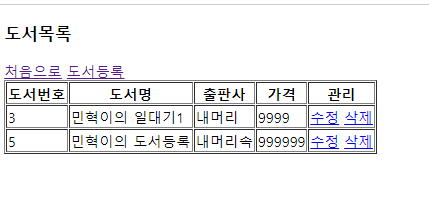 도서목록
처음으로 도서등록
도서번호 도서명 출판사 가격 관리
3 민혁이의 일대기1 내머리 9999 수정 삭제
5 민혁이의 도서등록 내머리속 999999 수정 삭제